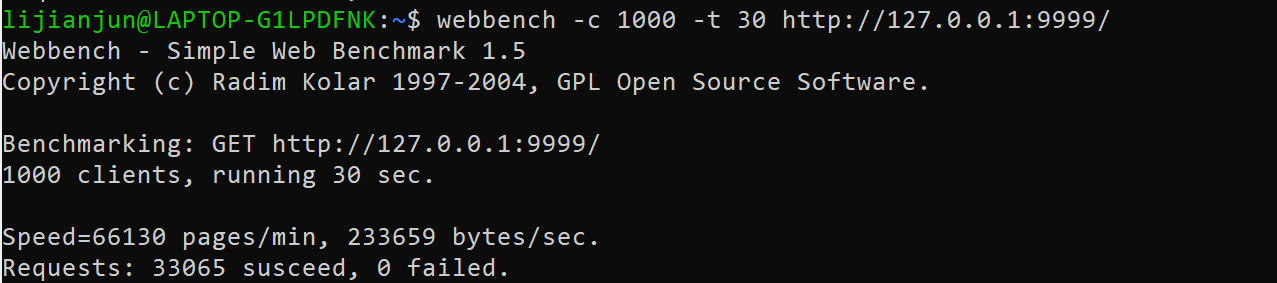 lijianjun@LAPTOP-G1LPDFNK:~$ webbench -c 1000 -t 30 http://127.0.0.1:9999/
Webbench - Simple Web Benchmark 1.5
Copyright (c) Radim Kolar 1997-2004, GPL Open Source Software.
Benchmarking: GET http://127.0.0.1:9999/
1000 clients, running 30 sec.
Speed=66130 pages/min, 233659 bytes/sec.
Requests: 33065 susceed, 0 failed.